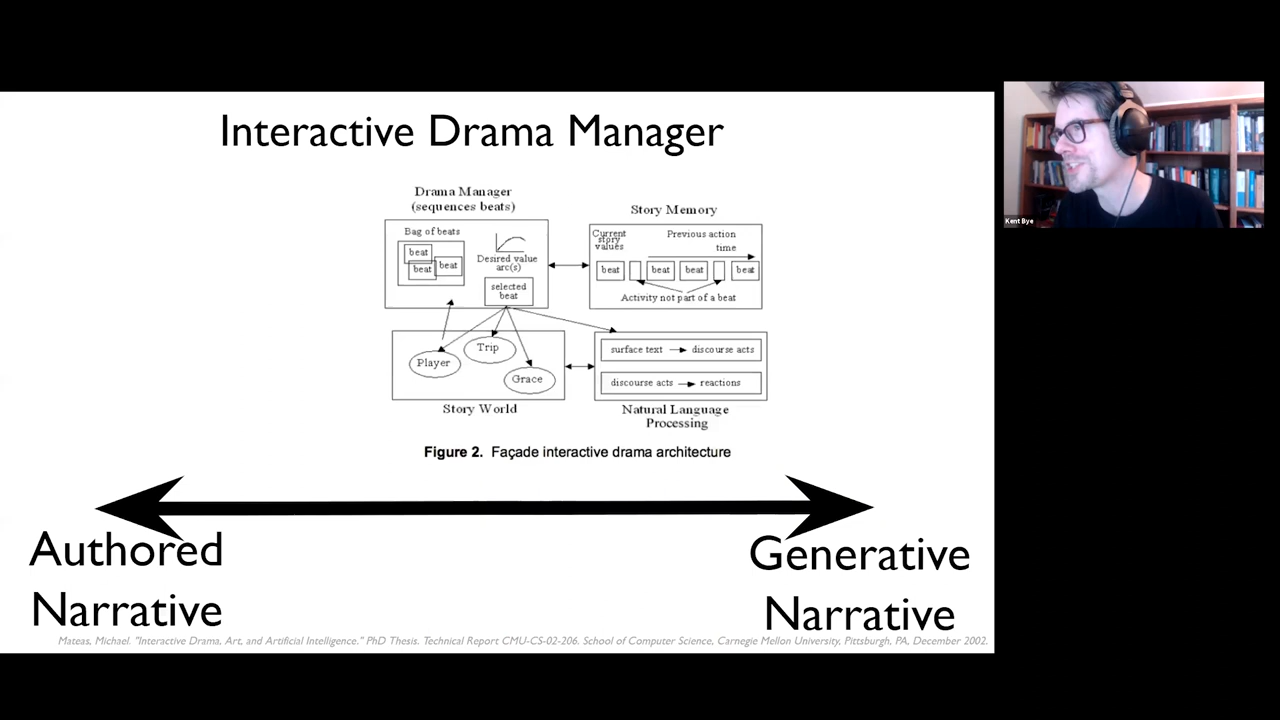 Interactive Drama Manager
Drama Manager
(sequences beats)
Bag of beats
beat
beat
beat
Desired value
arc(s)
selected
beat
Story Memory
Current
story
values
Previous action
time
beat
beat
beat
beat
Activity not part of a beat
Player
Trip
Grace
Story World
surface text
discourse acts
discourse acts
reactions
Natural Language
Processing
Figure 2. Façade interactive drama architecture
Authored
Narrative
Generative
Narrative
Mateas, Michael. "Interactive Drama, Art, and Artificial Intelligence." PhD Thesis. Technical Report CMU-CS-02-206. School of Computer Science, Carnegie Mellon University, Pittsburgh, PA, December 2002.
Kent Bye